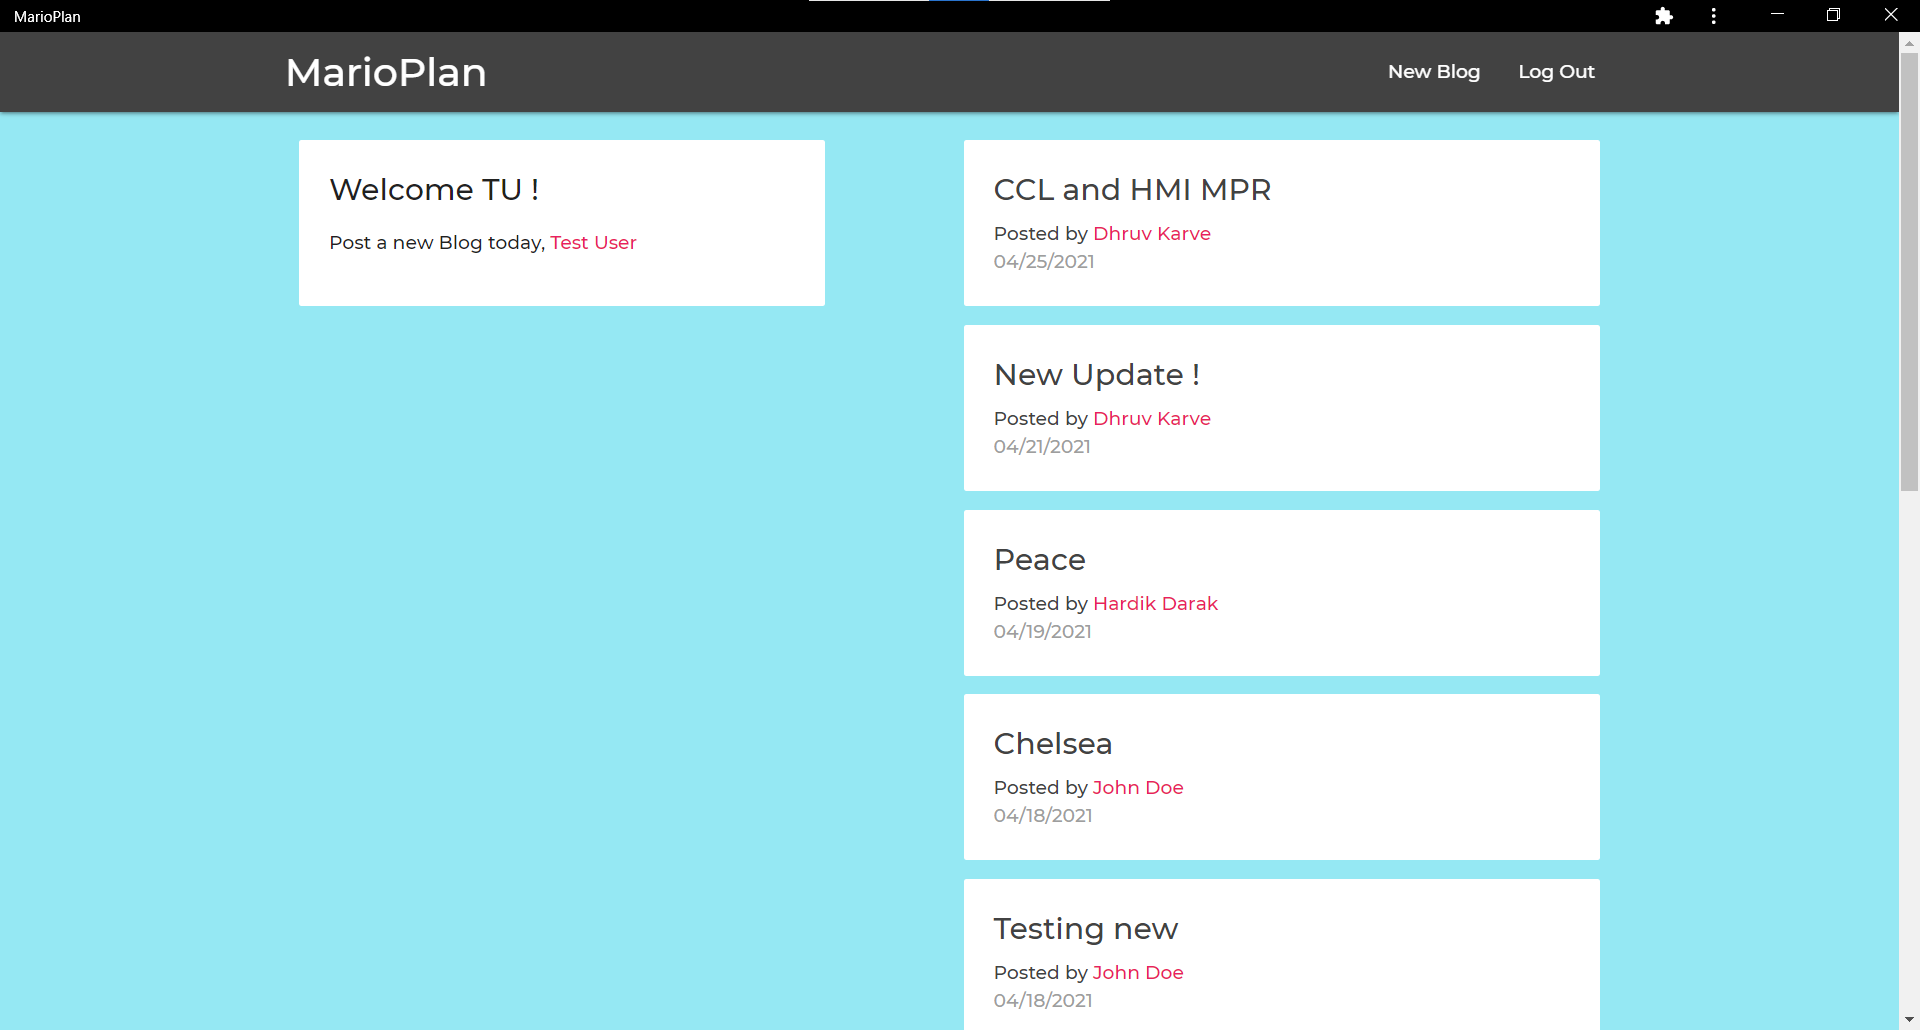 MarioPlan
MarioPlan
New Blog
Log Out
Welcome TU !
Post a new Blog today, Test User
CCL and HMI MPR
Posted by Dhruv Karve
04/25/2021
New Update !
Posted by Dhruv Karve
04/21/2021
Peace
Posted by Hardik Darak
04/19/2021
Chelsea
Posted by John Doe
04/18/2021
Testing new
Posted by John Doe
04/18/2021